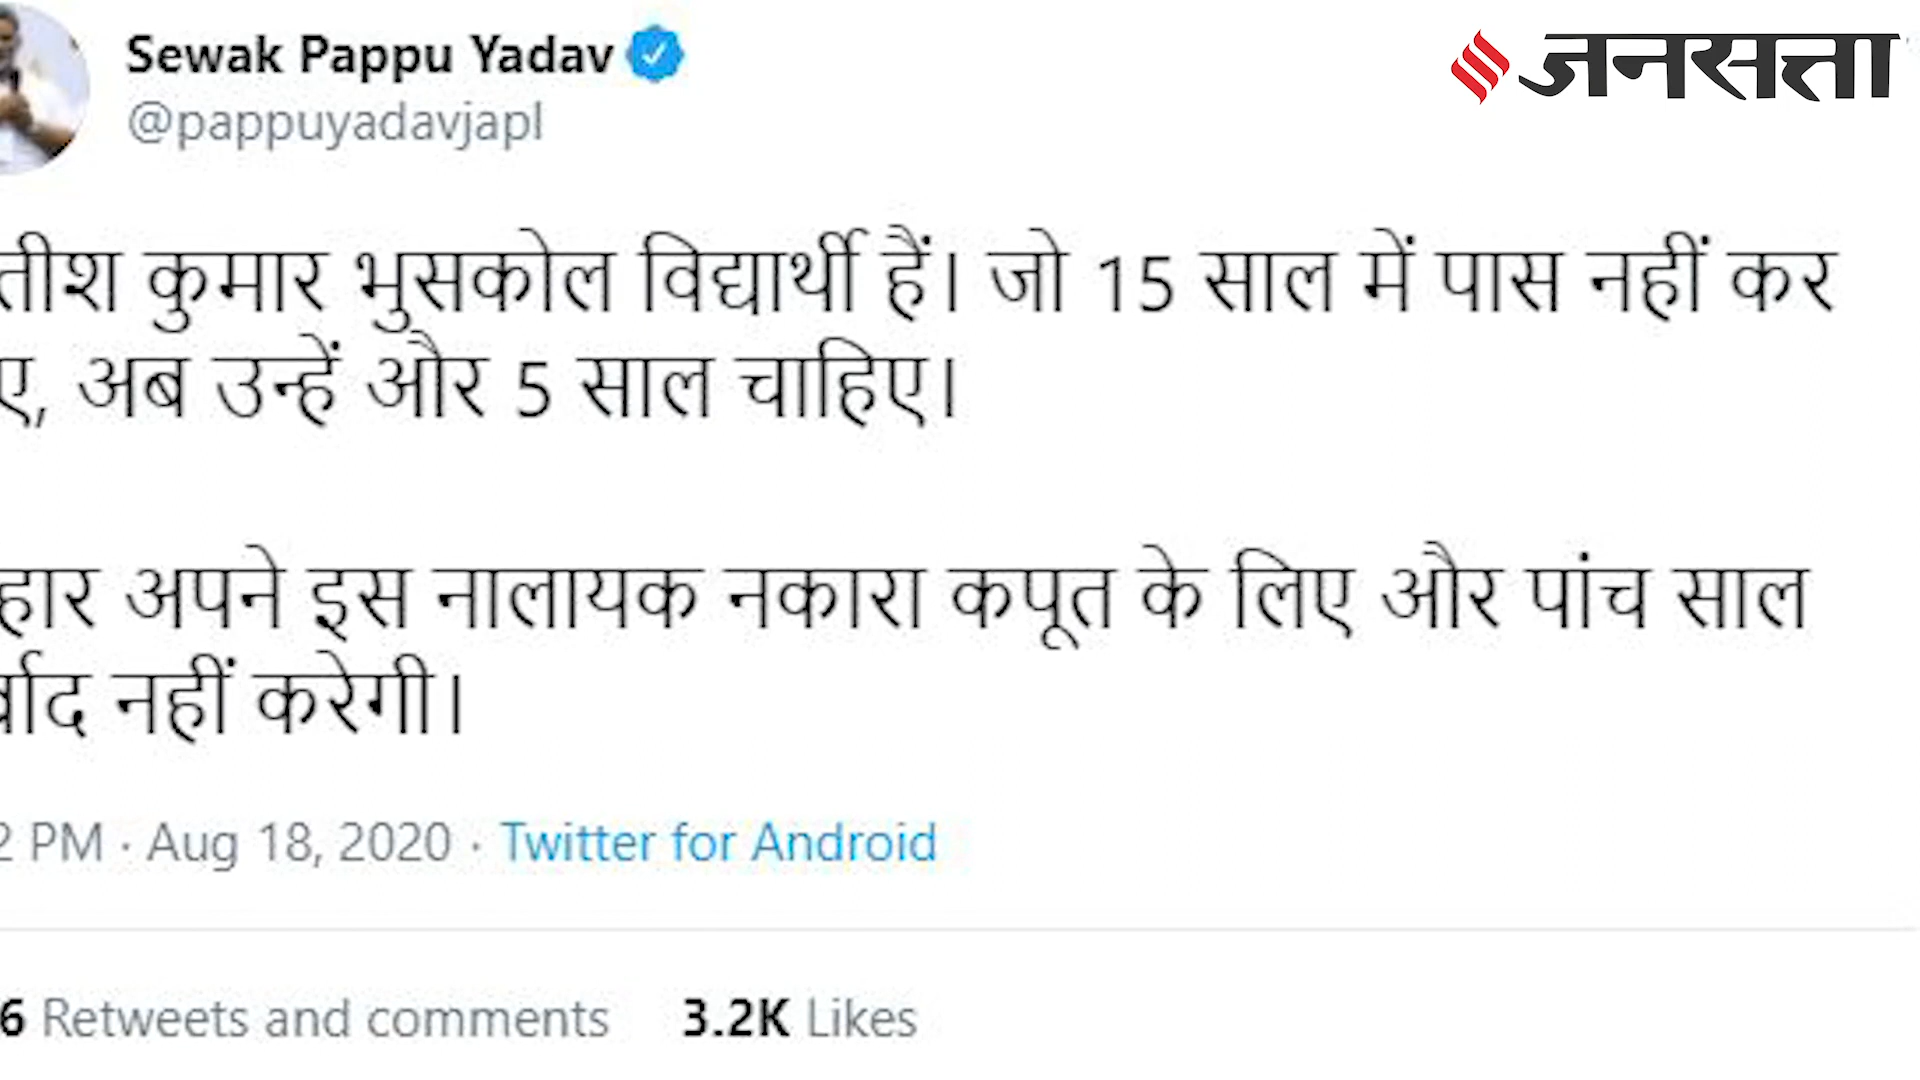 Sewak Pappu Yadav
जनसत्ता
@pappuyadavjapl
तीश कुमार भुसकोल विद्यार्थी हैं। जो 15 साल में पास नहीं कर
ए, अब उन्हें और 5 साल चाहिए।
हार अपने इस नालायक नकारा कपूत के लिए और पांच साल
र्बाद नहीं करेगी।
2 PM · Aug 18, 2020 · Twitter for Android
6 Retweets and comments 3.2K Likes